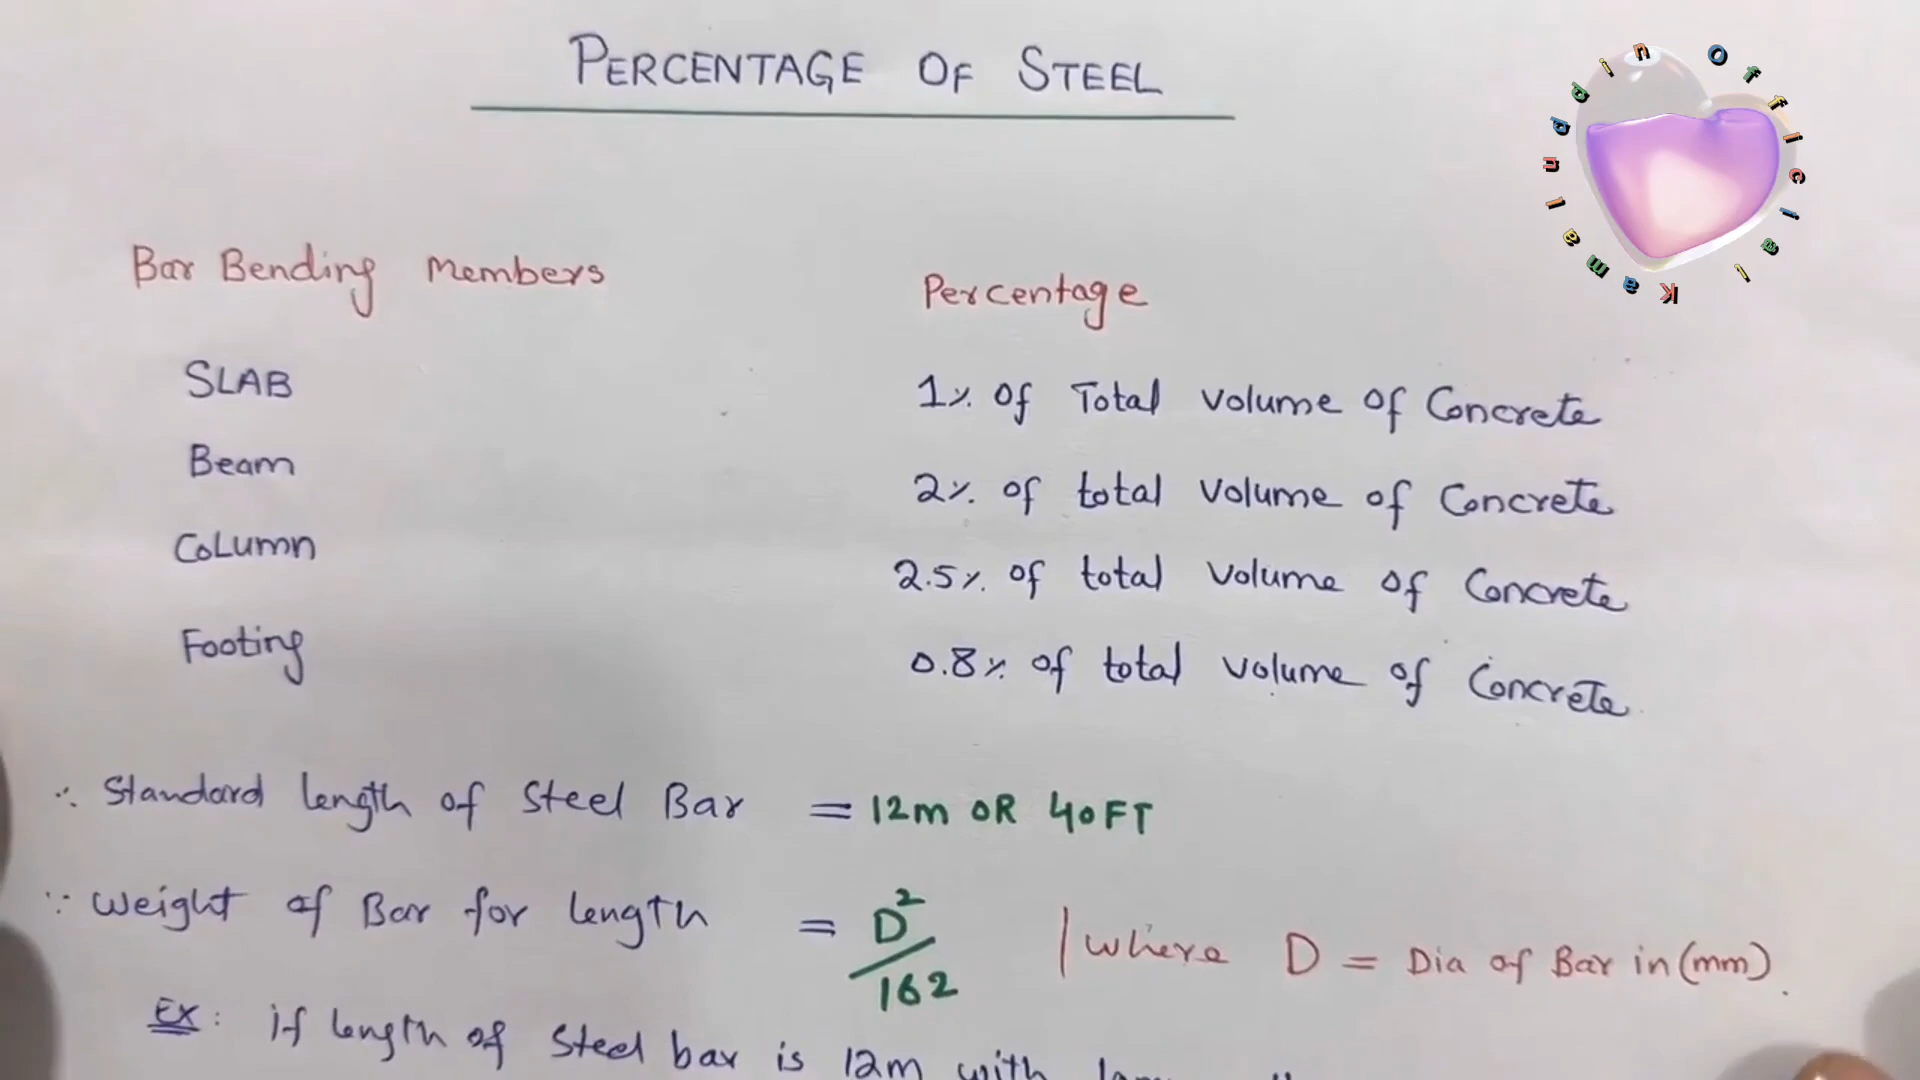 PERCENTAGE OF STEEL
Kamaluddin Official
Bar Bending Members Percentage
SLAB 1% Of Total Volume Of Concrete
Beam 2% of total Volume of Concrete
Column 2.5% of total Volume of Concrete
Footing 0.8% of total Volume of Concrete
∴ Standard length of Steel Bar = 12m OR 40FT
∵ Weight of Bar for length = D²/162 | Where D = Dia of Bar in (mm).
EX: if length of Steel bar is 12m with